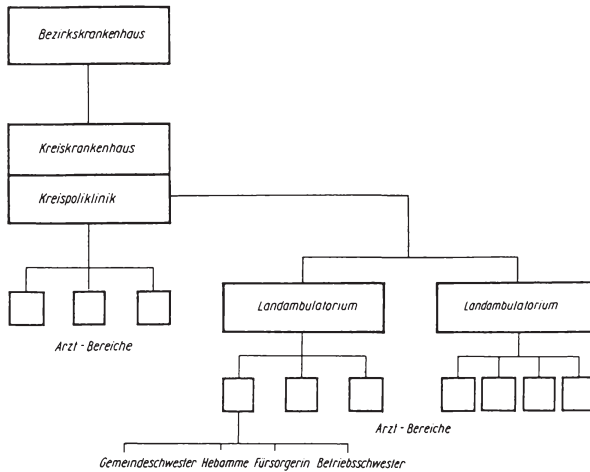 Bezirkskrankenhaus
Kreiskrankenhaus
Kreispoliklinik
Landambulatorium
Landambulatorium
Arzt - Bereiche
Arzt - Bereiche
Gemeindeschwester Hebamme Fürsorgerin Betriebsschwester